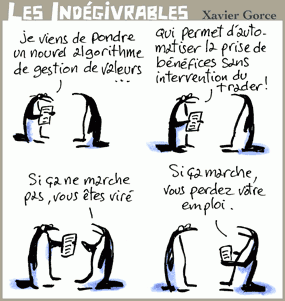 LES INDÉGIVRABLES
Xavier Gorce
je viens de pondre
un nouvel algorithme
de gestion de valeurs
...
qui permet d'auto-
matiser la prise de
bénéfices sans
intervention du
trader !
Si ça ne marche
pas, vous êtes viré
Si ça marche,
vous perdez votre
emploi.